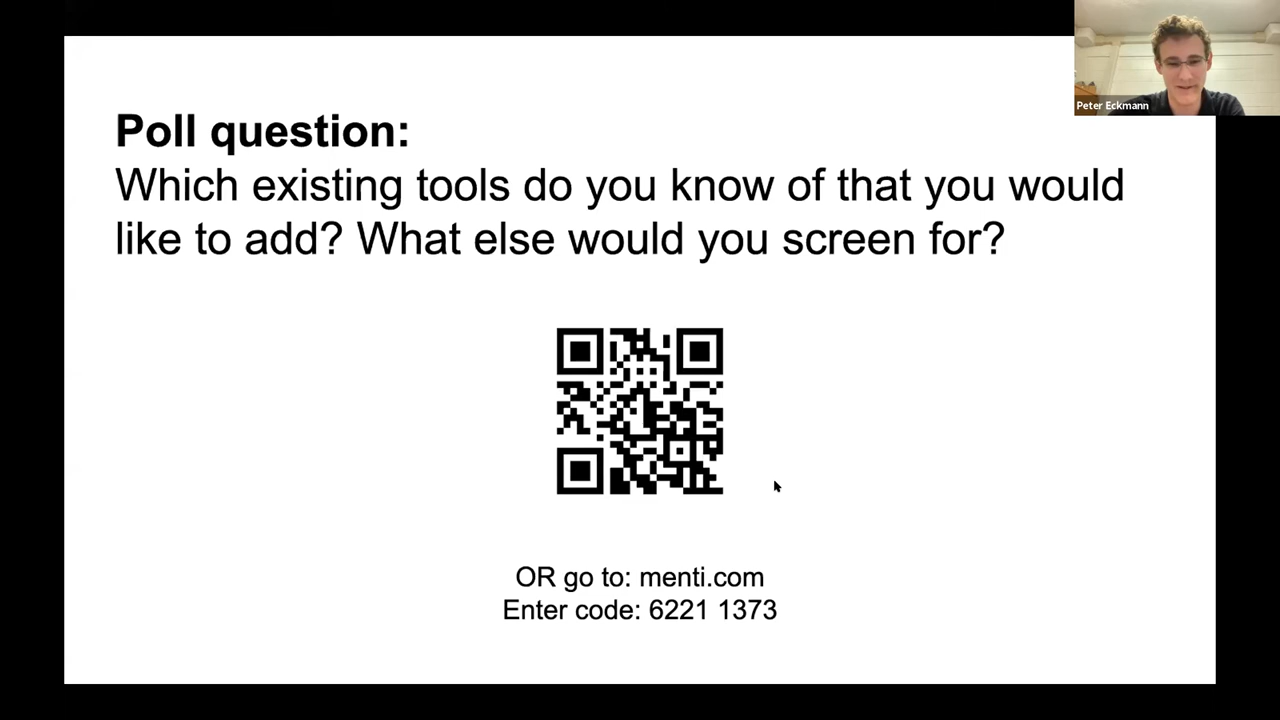 Peter Eckmann
Poll question:
Which existing tools do you know of that you would
like to add? What else would you screen for?
OR go to: menti.com
Enter code: 6221 1373